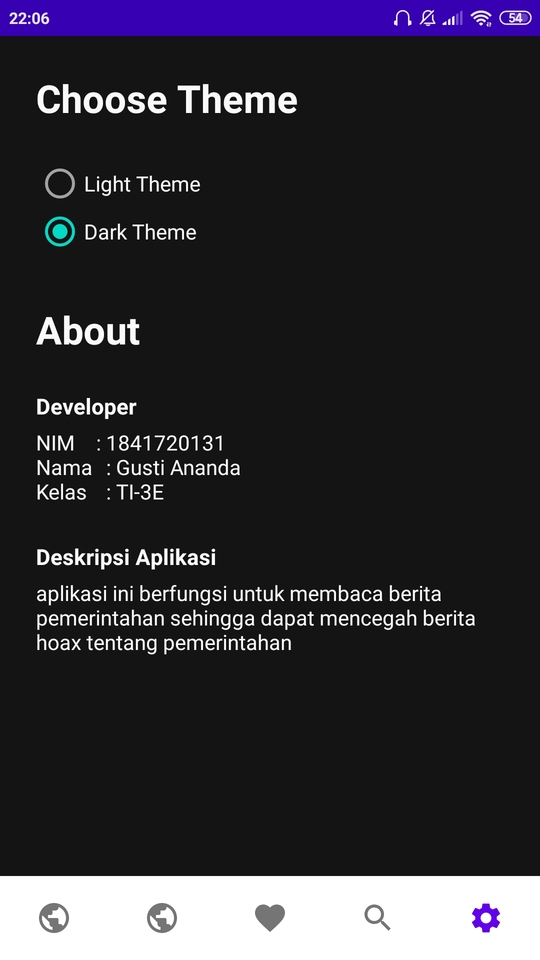 22:06
54
Choose Theme
Light Theme
Dark Theme
About
Developer
NIM : 1841720131
Nama : Gusti Ananda
Kelas : TI-3E
Deskripsi Aplikasi
aplikasi ini berfungsi untuk membaca berita
pemerintahan sehingga dapat mencegah berita
hoax tentang pemerintahan